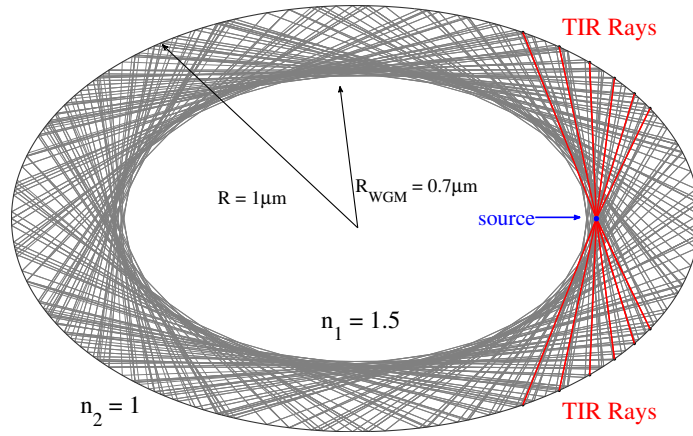 TIR Rays
R = 1μm
R_WGM = 0.7μm
source
n_1 = 1.5
n_2 = 1
TIR Rays